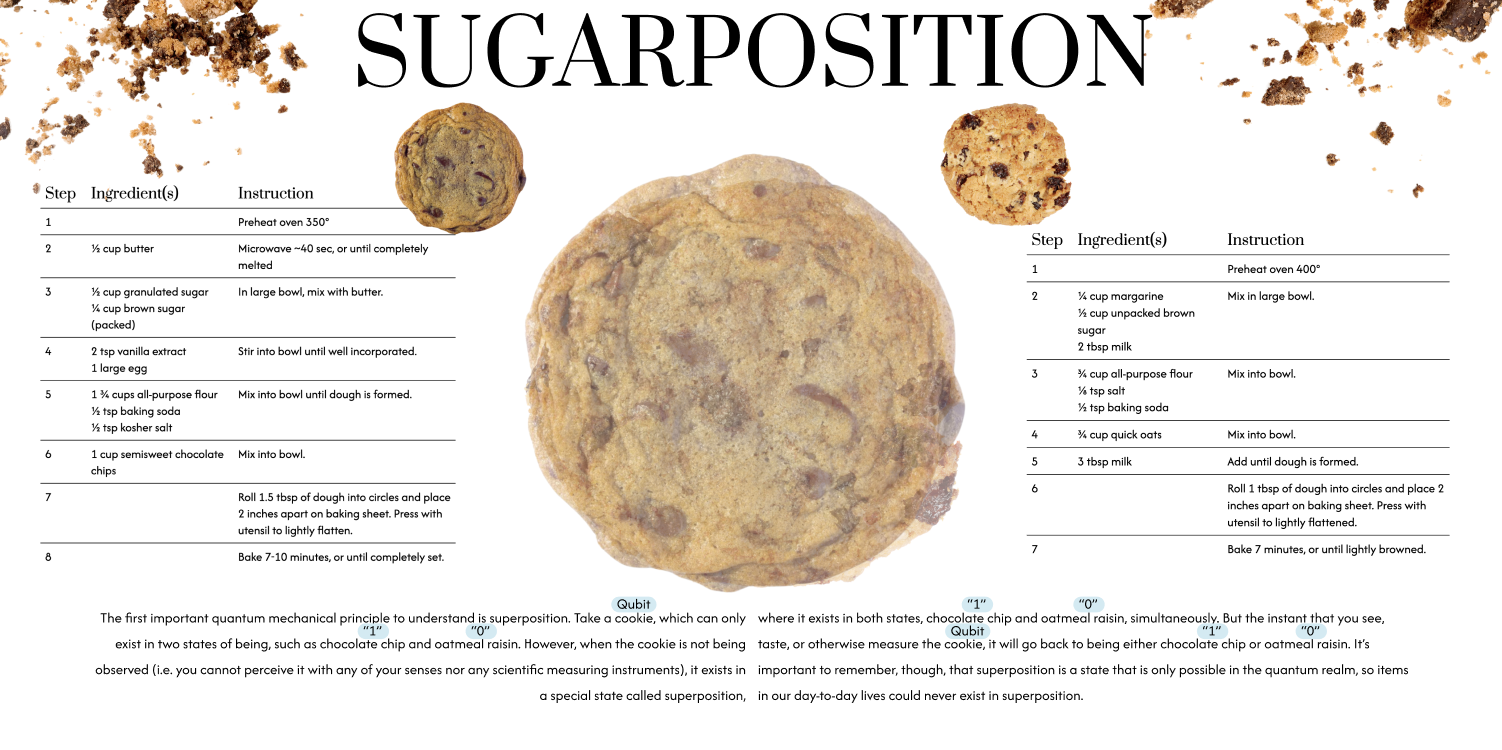 SUGARPOSITION
Step Ingredient(s) Instruction
1 Preheat oven 350°
2 ½ cup butter Microwave ~40 sec, or until completely
melted
3 ½ cup granulated sugar In large bowl, mix with butter.
¼ cup brown sugar
(packed)
4 2 tsp vanilla extract Stir into bowl until well incorporated.
1 large egg
5 1 ¾ cups all-purpose flour Mix into bowl until dough is formed.
½ tsp baking soda
½ tsp kosher salt
6 1 cup semisweet chocolate Mix into bowl.
chips
7 Roll 1.5 tbsp of dough into circles and place
2 inches apart on baking sheet. Press with
utensil to lightly flatten.
8 Bake 7-10 minutes, or until completely set.
Step Ingredient(s) Instruction
1 Preheat oven 400°
2 ¼ cup margarine Mix in large bowl.
½ cup unpacked brown
sugar
2 tbsp milk
3 ¾ cup all-purpose flour Mix into bowl.
⅛ tsp salt
½ tsp baking soda
4 ¾ cup quick oats Mix into bowl.
5 3 tbsp milk Add until dough is formed.
6 Roll 1 tbsp of dough into circles and place 2
inches apart on baking sheet. Press with
utensil to lightly flattened.
7 Bake 7 minutes, or until lightly browned.
Qubit
The first important quantum mechanical principle to understand is superposition. Take a cookie, which can only
"1" "0"
exist in two states of being, such as chocolate chip and oatmeal raisin. However, when the cookie is not being
observed (i.e. you cannot perceive it with any of your senses nor any scientific measuring instruments), it exists in
a special state called superposition,
"1" "0"
where it exists in both states, chocolate chip and oatmeal raisin, simultaneously. But the instant that you see,
Qubit "1" "0"
taste, or otherwise measure the cookie, it will go back to being either chocolate chip or oatmeal raisin. It's
important to remember, though, that superposition is a state that is only possible in the quantum realm, so items
in our day-to-day lives could never exist in superposition.